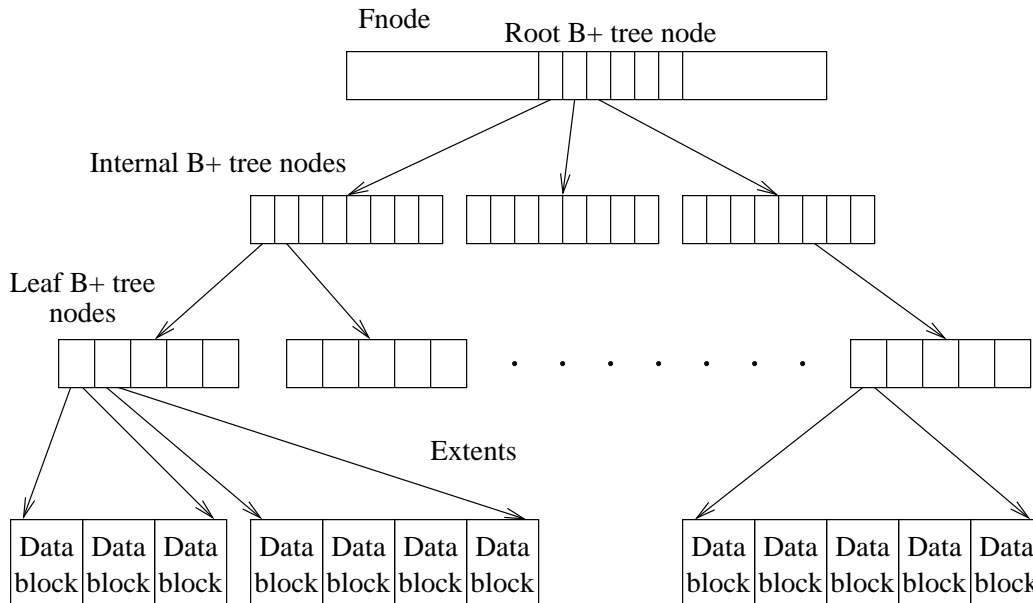 Fnode
Root B+ tree node
Internal B+ tree nodes
Leaf B+ tree
nodes
Extents
Data Data Data Data Data Data Data Data Data Data Data Data
block block block block block block block block block block block block